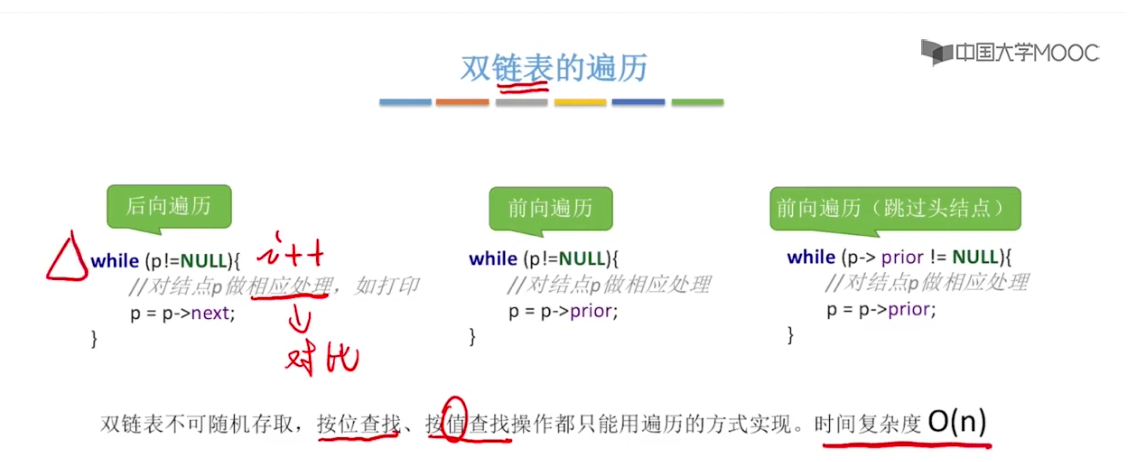 中国大学MOOC
双链表的遍历
后向遍历
while (p!=NULL){
i++
//对结点p做相应处理，如打印
p = p->next;
}
对比
前向遍历
while (p!=NULL){
//对结点p做相应处理
p = p->prior;
}
前向遍历（跳过头结点）
while (p-> prior != NULL){
//对结点p做相应处理
p = p->prior;
}
双链表不可随机存取，按位查找、按值查找操作都只能用遍历的方式实现。时间复杂度 O(n)